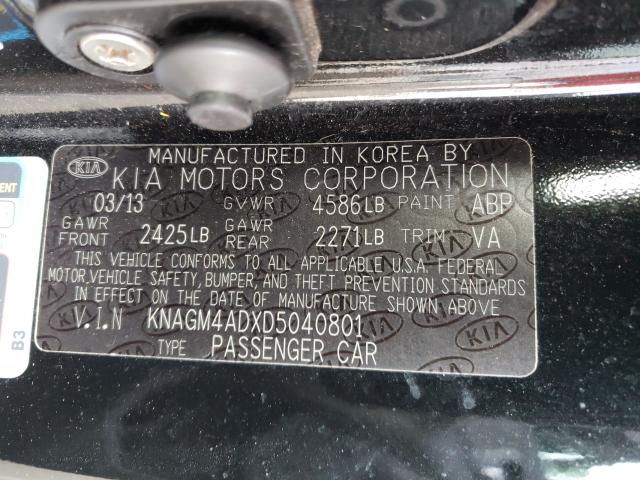 MANUFACTURED IN KOREA BY
KIA KIA MOTORS CORPORATION
03/13 GVWR 4586LB PAINT ABP
GAWR FRONT 2425LB GAWR REAR 2271LB TRIM VA
THIS VEHICLE CONFORMS TO ALL APPLICABLE U.S.A. FEDERAL
MOTOR VEHICLE SAFETY, BUMPER, AND THEFT PREVENTION STANDARDS
IN EFFECT ON THE DATE OF MANUFACTURE SHOWN ABOVE
V.I.N KNAGM4ADXD5040801
TYPE PASSENGER CAR
B3